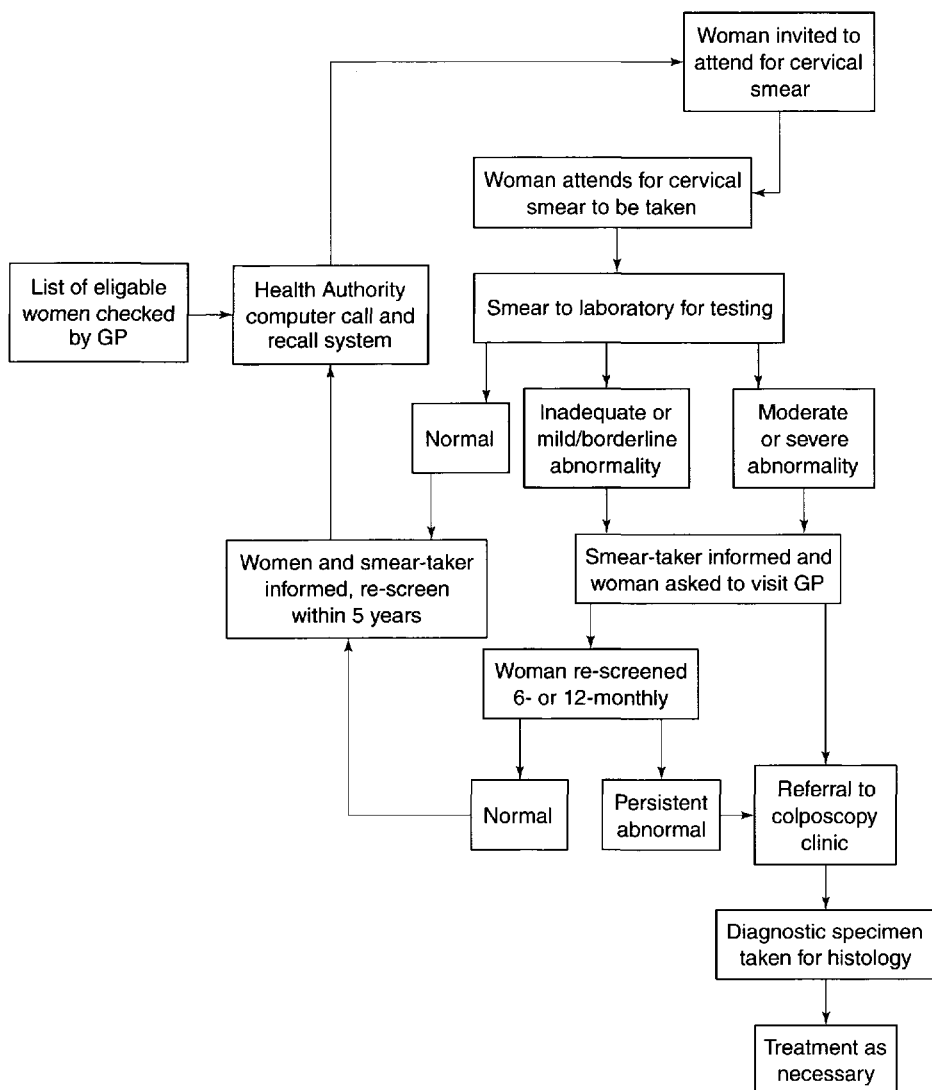 Woman invited to
attend for cervical
smear
Woman attends for cervical
smear to be taken
List of eligable
women checked
by GP
Health Authority
computer call and
recall system
Smear to laboratory for testing
Normal
Inadequate or
mild/borderline
abnormality
Moderate
or severe
abnormality
Women and smear-taker
informed, re-screen
within 5 years
Smear-taker informed and
woman asked to visit GP
Woman re-screened
6- or 12-monthly
Normal
Persistent
abnormal
Referral to
colposcopy
clinic
Diagnostic specimen
taken for histology
Treatment as
necessary